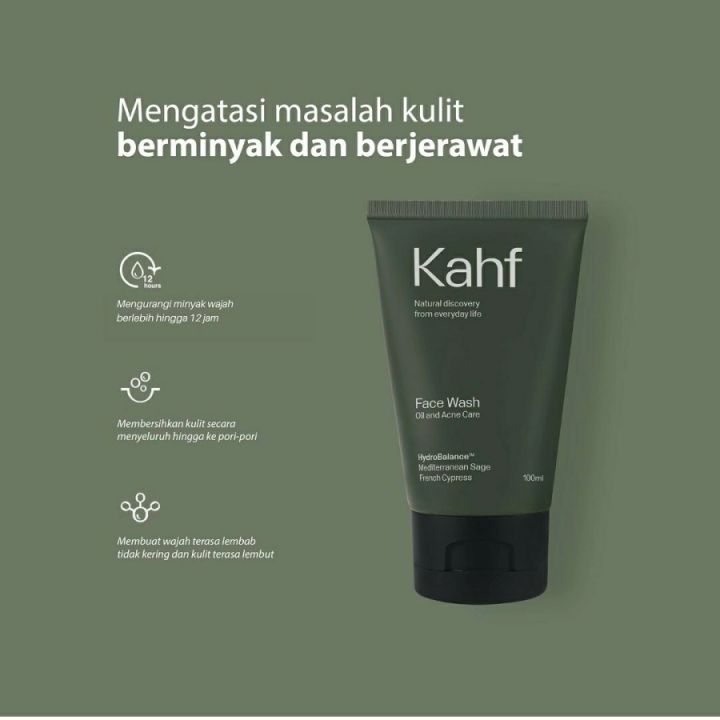 Mengatasi masalah kulit
berminyak dan berjerawat
12
hours
Mengurangi minyak wajah
berlebih hingga 12 jam
Membersihkan kulit secara
menyeluruh hingga ke pori-pori
Membuat wajah terasa lembab
tidak kering dan kulit terasa lembut
Kahf
Natural discovery
from everyday life
Face Wash
Oil and Acne Care
HydroBalance™
Mediterranean Sage
French Cypress
100ml